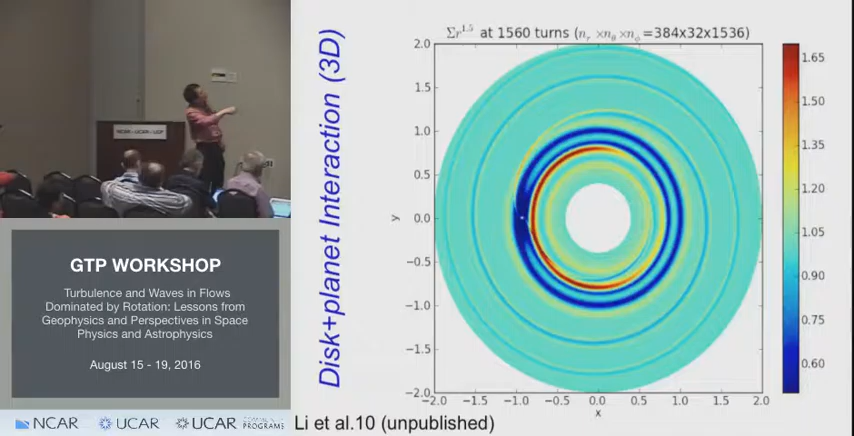 NCAR - UCAR - UOP
GTP WORKSHOP
Turbulence and Waves in Flows
Dominated by Rotation: Lessons from
Geophysics and Perspectives in Space
Physics and Astrophysics
August 15 - 19, 2016
NCAR
UCAR
UCAR
COMMUNITY
PROGRAMS
Disk+planet Interaction (3D)
Σr^1.5 at 1560 turns (n_r ×n_θ ×n_φ=384x32x1536)
2.0
1.5
1.0
0.5
0.0
−0.5
−1.0
−1.5
−2.0
y
−2.0 −1.5 −1.0 −0.5 0.0 0.5 1.0 1.5 2.0
x
1.65
1.50
1.35
1.20
1.05
0.90
0.75
0.60
Li et al.10 (unpublished)